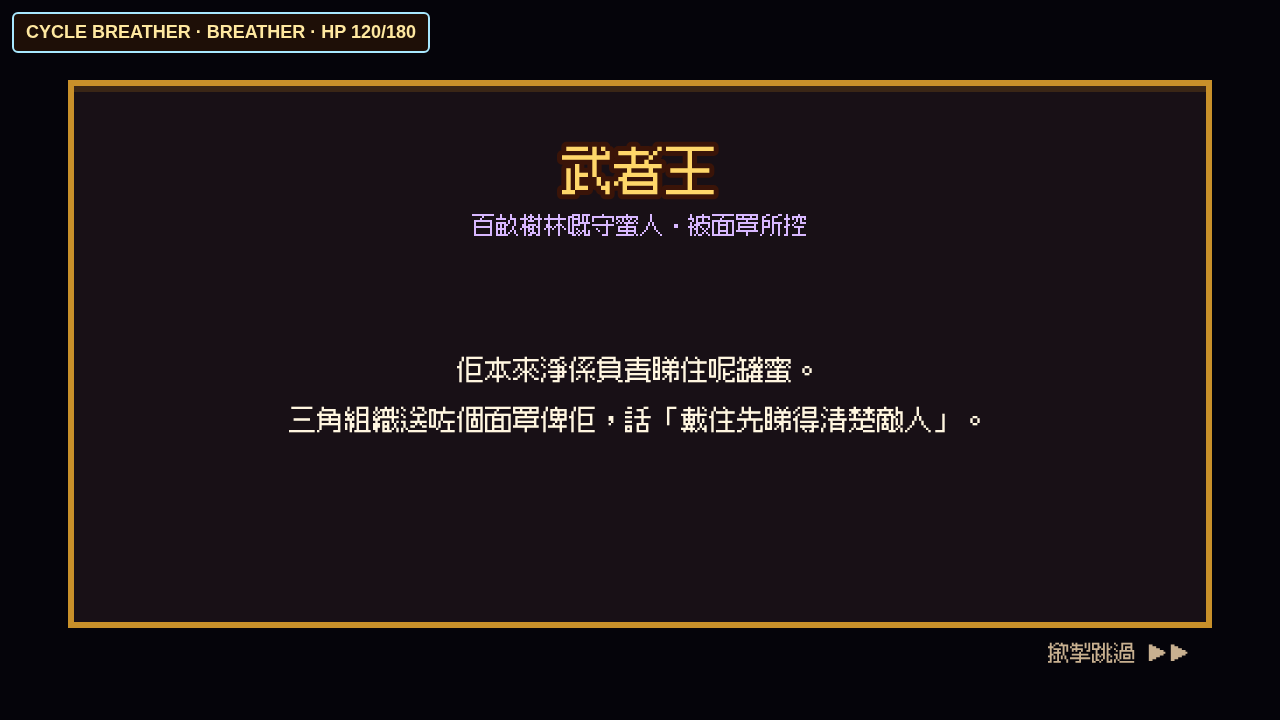 CYCLE BREATHER · BREATHER · HP 120/180
武者王
百畝樹林嘅守蜜人・被面罩所控
佢本來淨係負責睇住呢罐蜜。
三角組織送咗個面罩俾佢，話「戴住先睇得清楚敵人」。
撳掣跳過 ▶▶